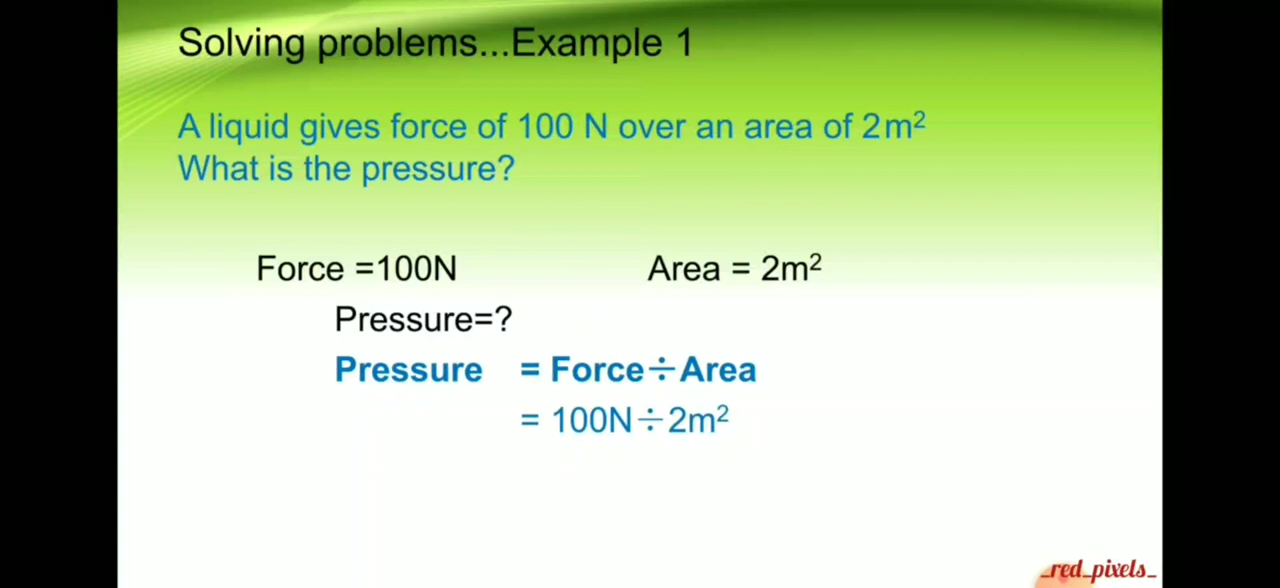 Solving problems...Example 1
A liquid gives force of 100 N over an area of 2m²
What is the pressure?
Force =100N Area = 2m²
Pressure=?
Pressure = Force÷Area
= 100N÷2m²
_red_pixels_